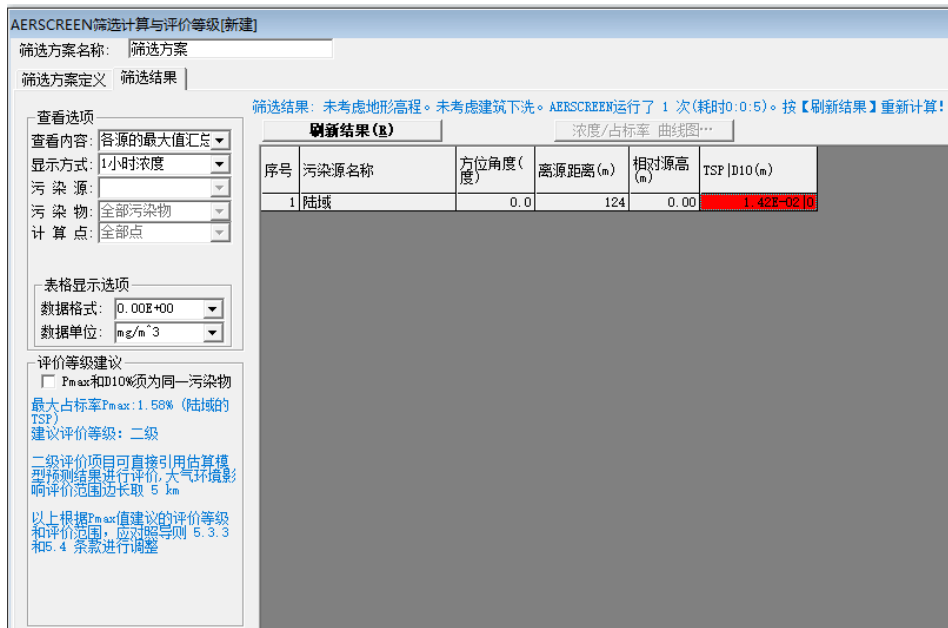 AERSCREEN筛选计算与评价等级[新建]
筛选方案名称: 筛选方案
筛选方案定义 筛选结果
筛选结果: 未考虑地形高程。未考虑建筑下洗。AERSCREEN运行了 1 次(耗时0:0:5)。按【刷新结果】重新计算!
查看选项
查看内容: 各源的最大值汇总
显示方式: 1小时浓度
污 染 源:
污 染 物: 全部污染物
计 算 点: 全部点
表格显示选项
数据格式: 0.00E+00
数据单位: mg/m^3
评价等级建议
Pmax和D10%须为同一污染物
最大占标率Pmax:1.58% (陆域的
TSP)
建议评价等级: 二级
二级评价项目可直接引用估算模
型预测结果进行评价,大气环境影
响评价范围边长取 5 km
以上根据Pmax值建议的评价等级
和评价范围,应对照导则 5.3.3
和5.4 条款进行调整
刷新结果(R) 浓度/占标率 曲线图…
序号 污染源名称 方位角度(度) 离源距离(m) 相对源高(m) TSP|D10(m)
1 陆域 0.0 124 0.00 1.42E-02|0